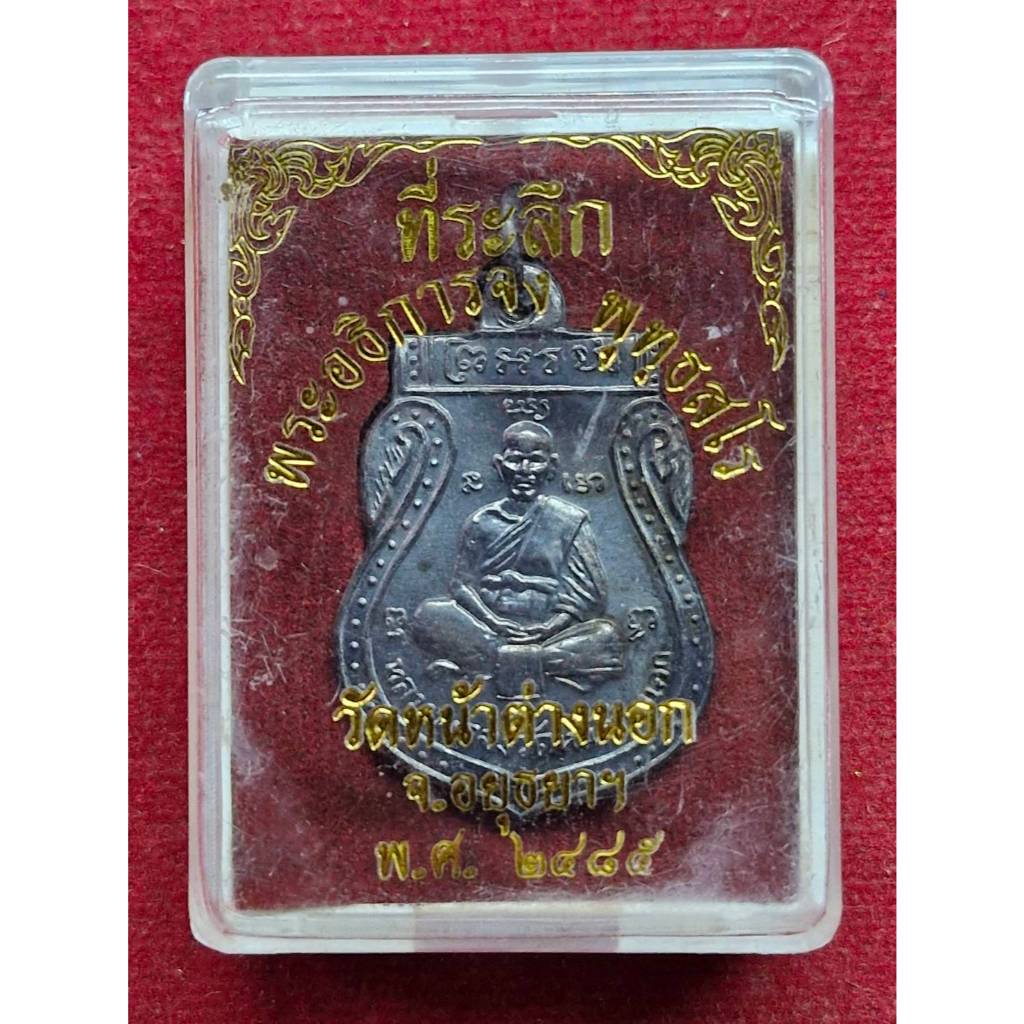 ที่ระลึก
พระอธิการจง พุทฺธสโร
วัดหน้าต่างนอก
จ.อยุธยาฯ
พ.ศ. ๒๔๘๕